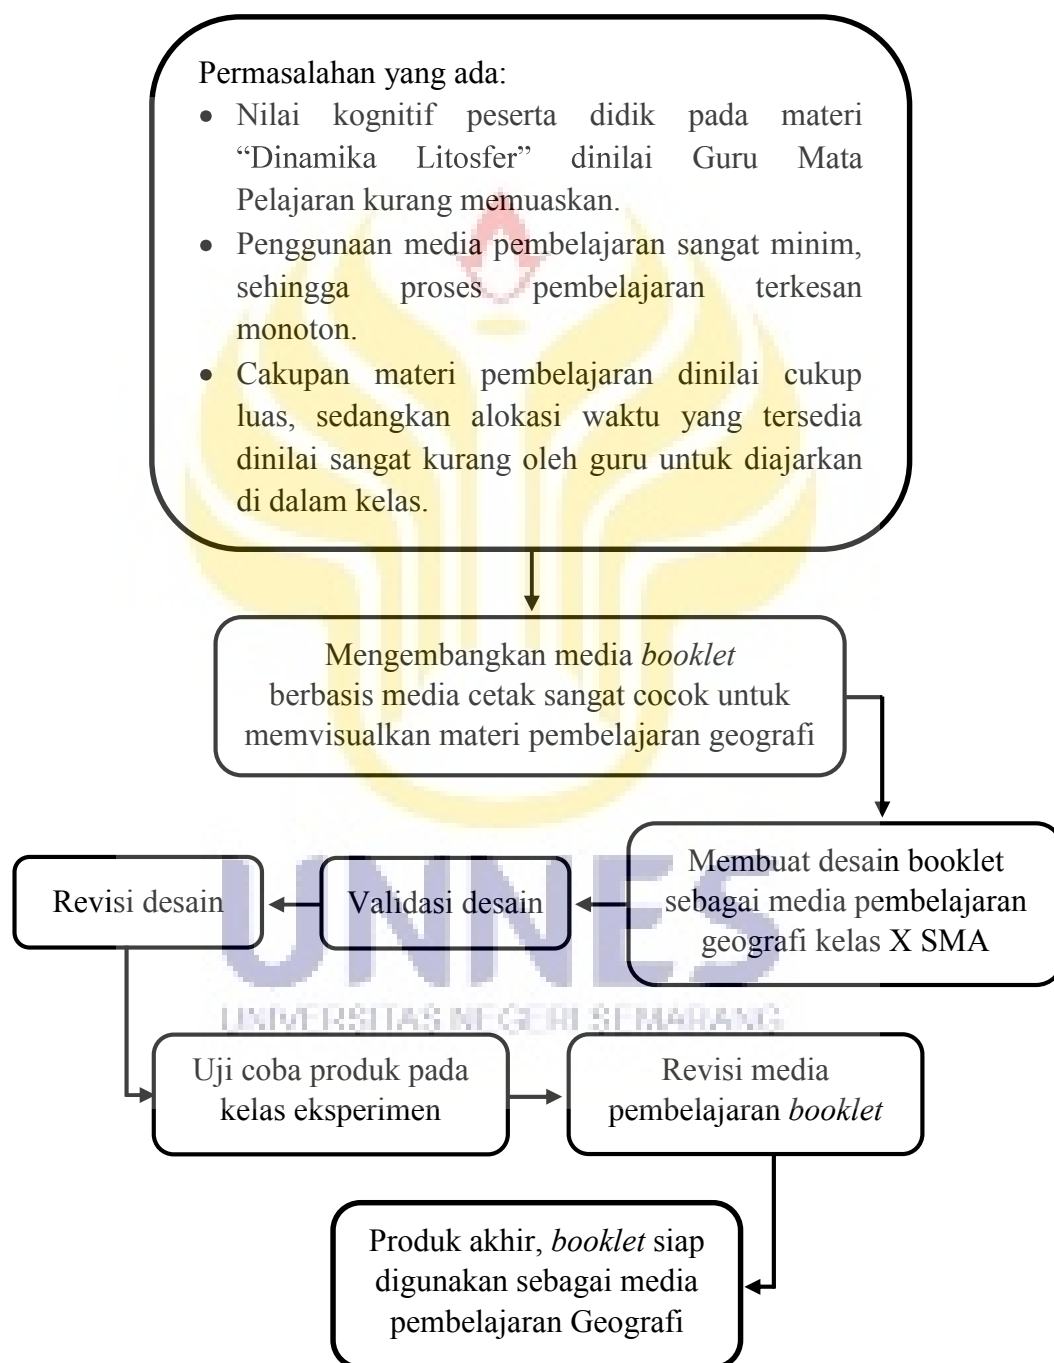 Permasalahan yang ada:
• Nilai kognitif peserta didik pada materi
“Dinamika Litosfer” dinilai Guru Mata
Pelajaran kurang memuaskan.
• Penggunaan media pembelajaran sangat minim,
sehingga proses pembelajaran terkesan
monoton.
• Cakupan materi pembelajaran dinilai cukup
luas, sedangkan alokasi waktu yang tersedia
dinilai sangat kurang oleh guru untuk diajarkan
di dalam kelas.
Mengembangkan media booklet
berbasis media cetak sangat cocok untuk
memvisualkan materi pembelajaran geografi
Membuat desain booklet
sebagai media pembelajaran
geografi kelas X SMA
Validasi desain
Revisi desain
UNNES
UNIVERSITAS NEGERI SEMARANG
Uji coba produk pada
kelas eksperimen
Revisi media
pembelajaran booklet
Produk akhir, booklet siap
digunakan sebagai media
pembelajaran Geografi